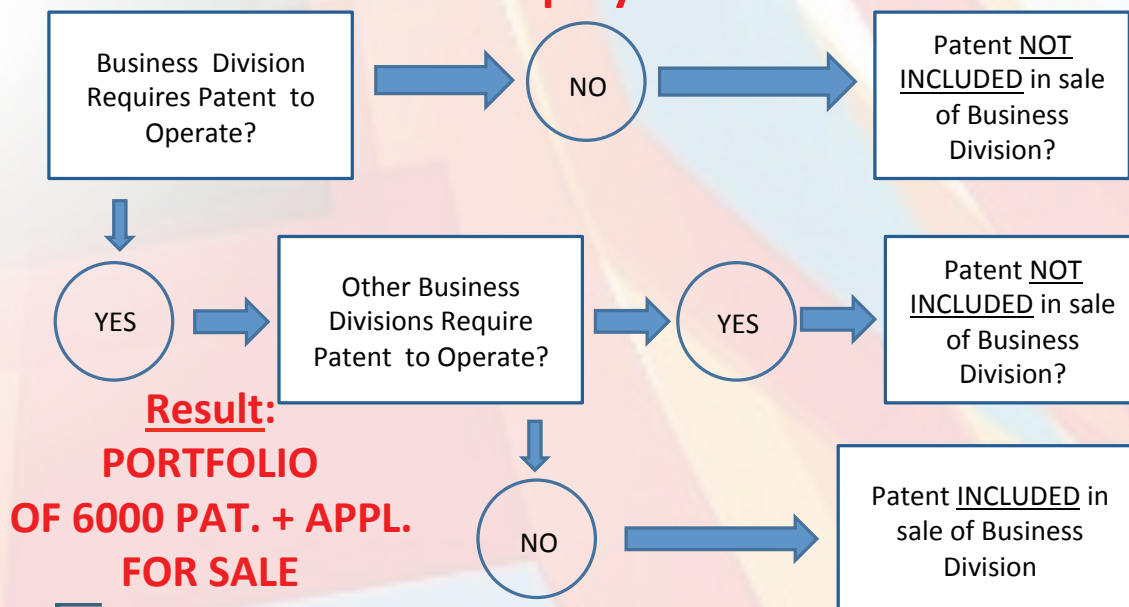 Business Division
Requires Patent to
Operate?
NO
Patent NOT
INCLUDED in sale
of Business
Division?
YES
Other Business
Divisions Require
Patent to Operate?
YES
Patent NOT
INCLUDED in sale
of Business
Division?
Result:
PORTFOLIO
OF 6000 PAT. + APPL.
FOR SALE
NO
Patent INCLUDED in
sale of Business
Division